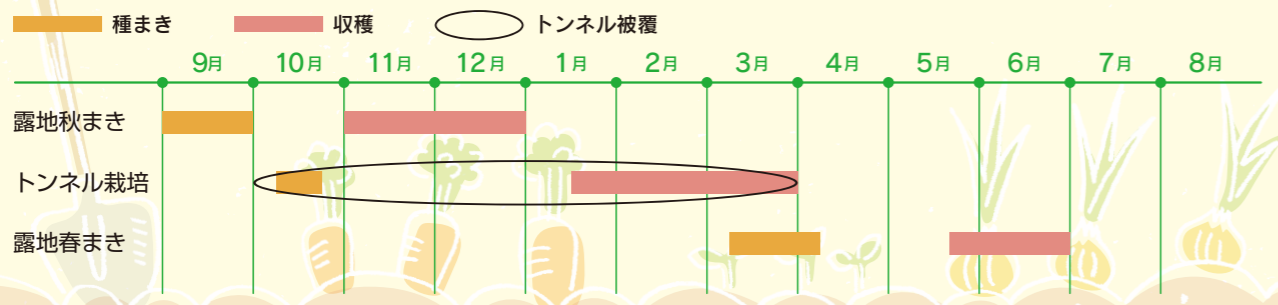 種まき 収穫 トンネル被覆
9月 10月 11月 12月 1月 2月 3月 4月 5月 6月 7月 8月
露地秋まき
トンネル栽培
露地春まき